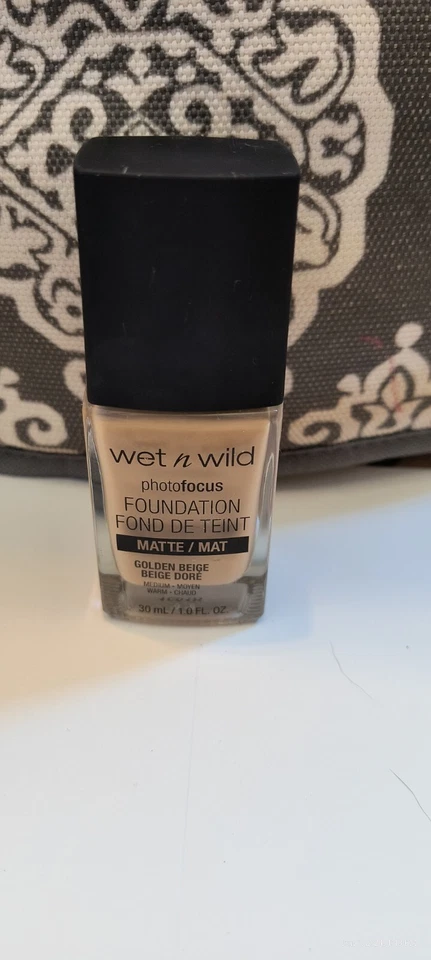 wet n wild
photofocus
FOUNDATION
FOND DE TEINT
MATTE / MAT
GOLDEN BEIGE
BEIGE DORÉ
MEDIUM - MOYEN
WARM - CHAUD
30 mL / 1.0 FL. OZ.